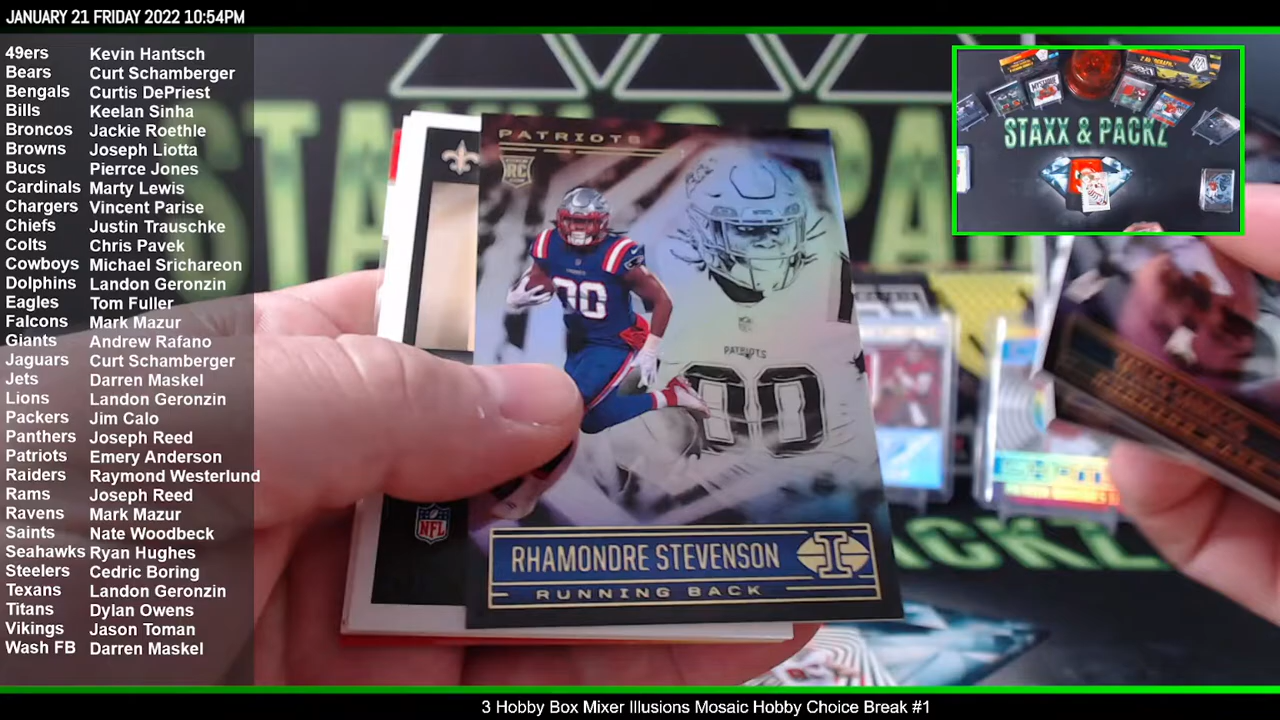 JANUARY 21 FRIDAY 2022 10:54PM
49ers Kevin Hantsch
Bears Curt Schamberger
Bengals Curtis DePriest
Bills Keelan Sinha
Broncos Jackie Roethle
Browns Joseph Liotta
Bucs Pierrce Jones
Cardinals Marty Lewis
Chargers Vincent Parise
Chiefs Justin Trauschke
Colts Chris Pavek
Cowboys Michael Srichareon
Dolphins Landon Geronzin
Eagles Tom Fuller
Falcons Mark Mazur
Giants Andrew Rafano
Jaguars Curt Schamberger
Jets Darren Maskel
Lions Landon Geronzin
Packers Jim Calo
Panthers Joseph Reed
Patriots Emery Anderson
Raiders Raymond Westerlund
Rams Joseph Reed
Ravens Mark Mazur
Saints Nate Woodbeck
Seahawks Ryan Hughes
Steelers Cedric Boring
Texans Landon Geronzin
Titans Dylan Owens
Vikings Jason Toman
Wash FB Darren Maskel
STAXX & PACKZ
PATRIOTS
RC
00
PATRIOTS
00
NFL
RHAMONDRE STEVENSON
I
RUNNING BACK
PACKZ
3 Hobby Box Mixer Illusions Mosaic Hobby Choice Break #1